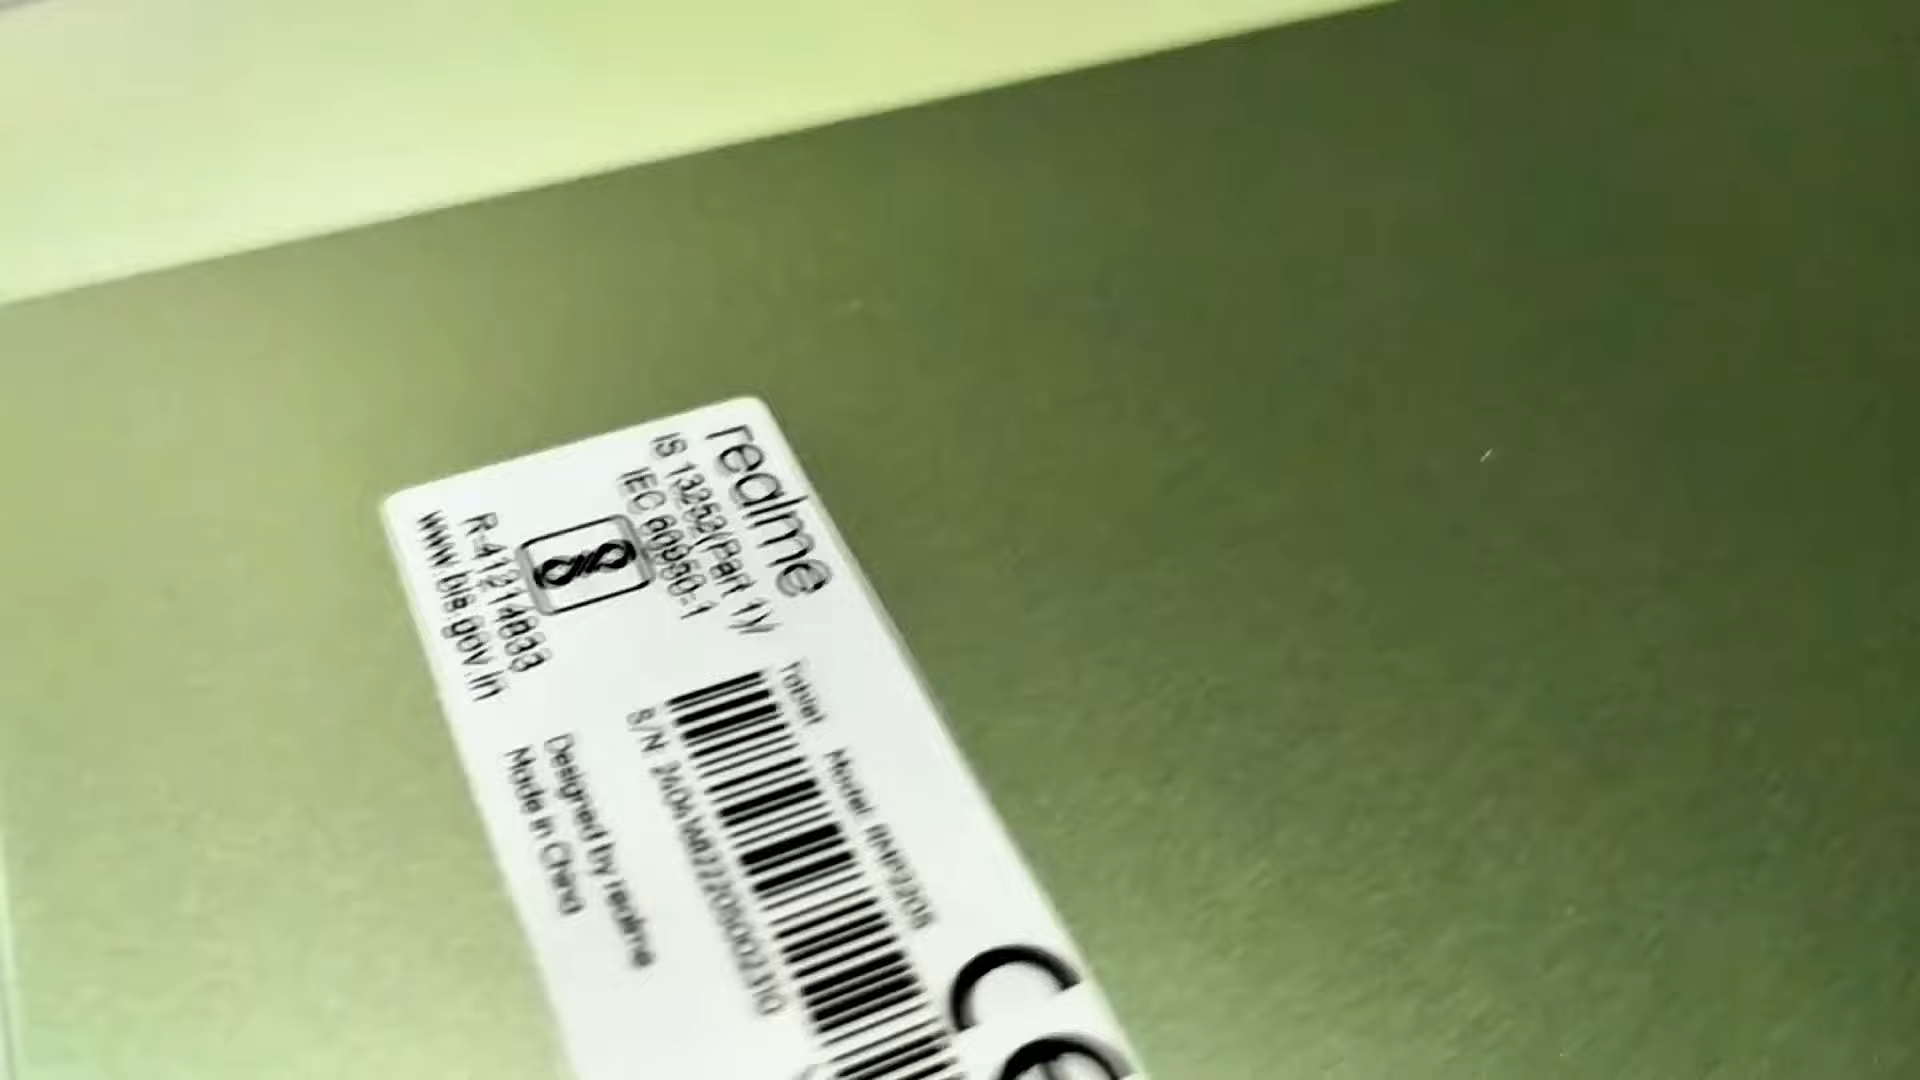 realme
IS 13252(Part 1)/
IEC 60950-1
R-41214833
www.bis.gov.in
Tablet Model:
S/N:
Designed by realme
Made in China
CE